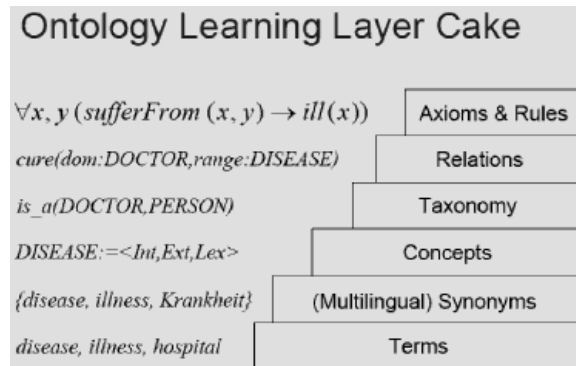 Ontology Learning Layer Cake
∀x, y (sufferFrom (x, y) → ill(x)) Axioms & Rules
cure(dom:DOCTOR,range:DISEASE) Relations
is_a(DOCTOR,PERSON) Taxonomy
DISEASE:=<Int,Ext,Lex> Concepts
{disease, illness, Krankheit} (Multilingual) Synonyms
disease, illness, hospital Terms